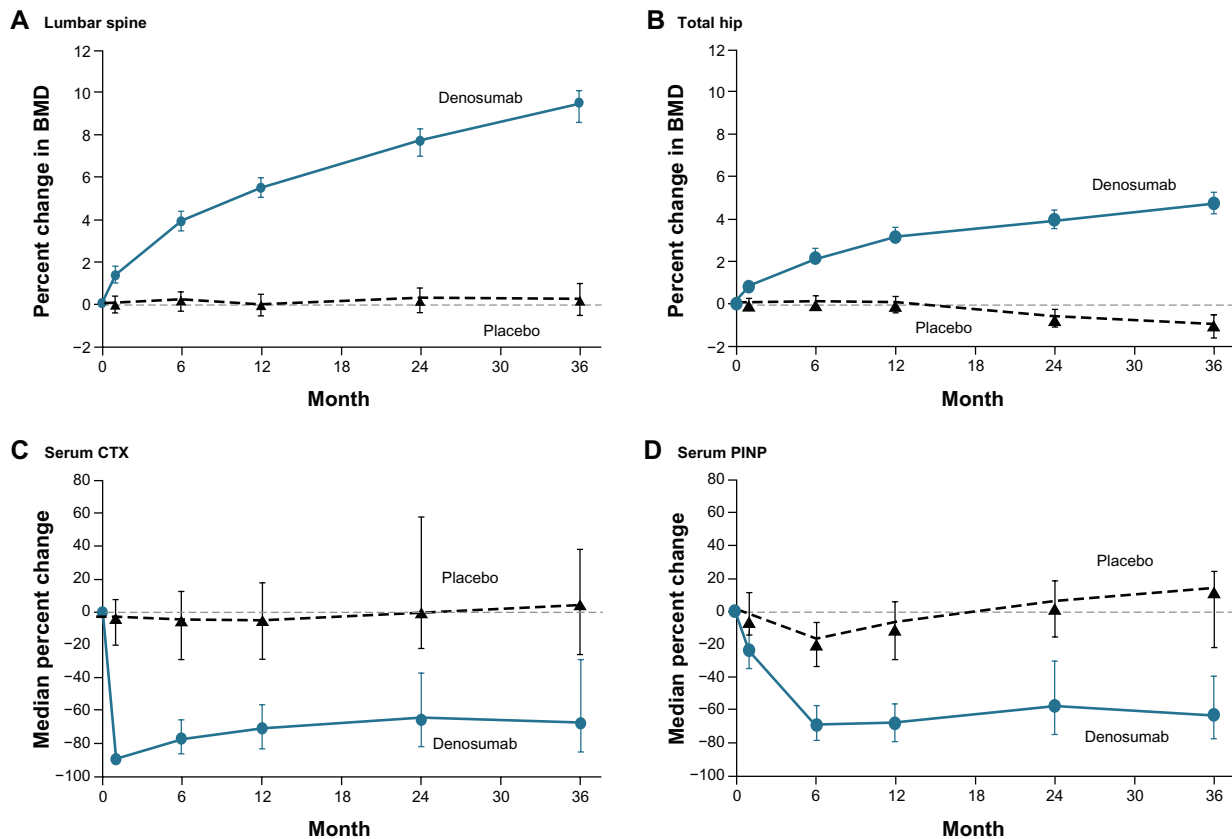 A Lumbar spine
Percent change in BMD
12
10
8
6
4
2
0
−2
Denosumab
Placebo
0 6 12 18 24 30 36
Month
B Total hip
Percent change in BMD
12
10
8
6
4
2
0
−2
Denosumab
Placebo
0 6 12 18 24 30 36
Month
C Serum CTX
Median percent change
80
60
40
20
0
−20
−40
−60
−80
−100
Placebo
Denosumab
0 6 12 18 24 30 36
Month
D Serum PINP
Median percent change
80
60
40
20
0
−20
−40
−60
−80
−100
Placebo
Denosumab
0 6 12 18 24 30 36
Month